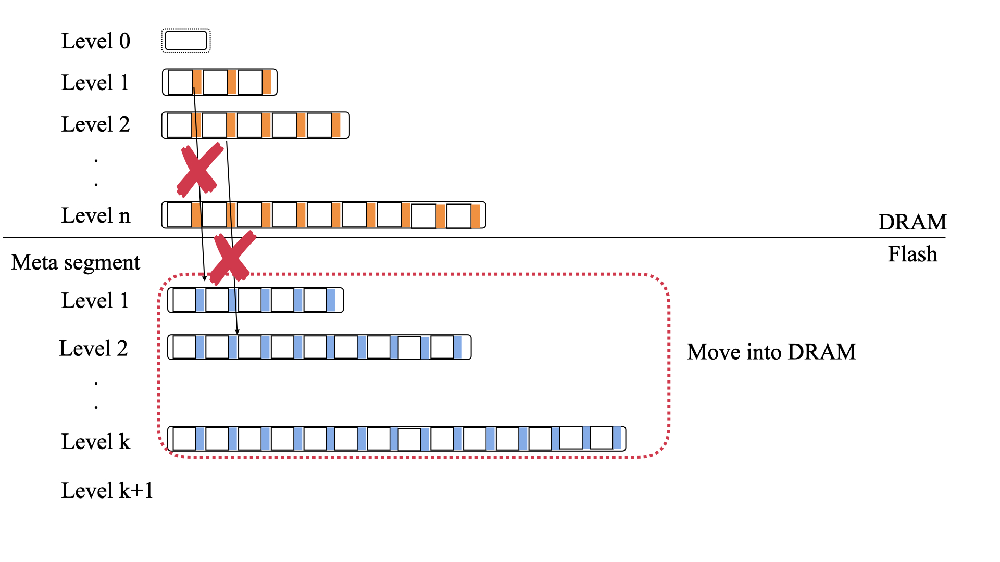 Level 0
Level 1
Level 2
.
.
Level n
DRAM
Flash
Meta segment
Level 1
Level 2
Move into DRAM
.
.
Level k
Level k+1